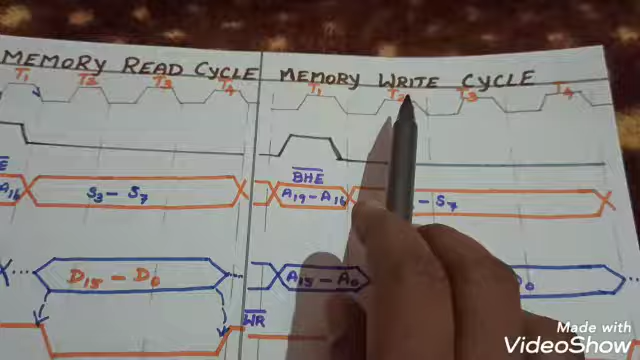 MEMORY READ CYCLE
MEMORY WRITE CYCLE
T1 T2 T3 T4
T1 T2 T3 T4
BHE
A16
S3 - S7
A19 - A16
- S7
D15 - D0
A15 - A0
WR
Made with
VideoShow